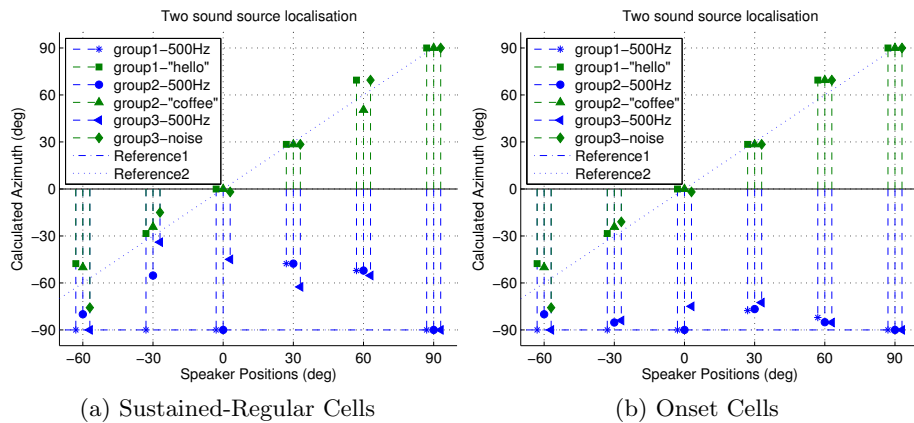 Two sound source localisation
90
60
30
0
−30
−60
−90
Calculated Azimuth (deg)
group1−500Hz
group1−"hello"
group2−500Hz
group2−"coffee"
group3−500Hz
group3−noise
Reference1
Reference2
−60 −30 0 30 60 90
Speaker Positions (deg)
(a) Sustained-Regular Cells
Two sound source localisation
90
60
30
0
−30
−60
−90
Calculated Azimuth (deg)
group1−500Hz
group1−"hello"
group2−500Hz
group2−"coffee"
group3−500Hz
group3−noise
Reference1
Reference2
−60 −30 0 30 60 90
Speaker Positions (deg)
(b) Onset Cells